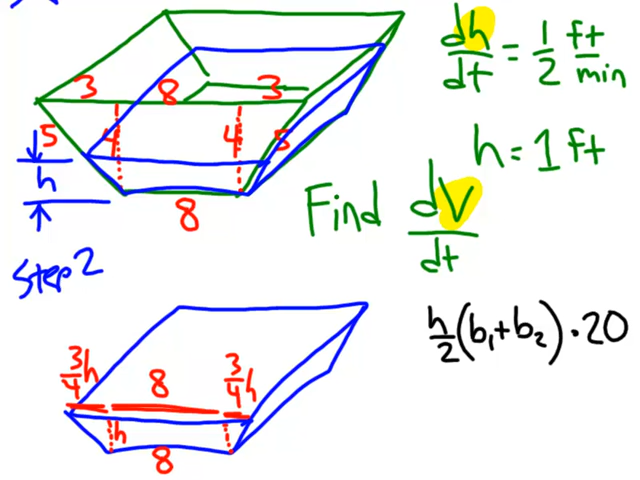 3 8 3
5 4 4 5
h
8
dh/dt = 1/2 ft/min
h = 1 ft
Find dV/dt
Step 2
3/4 h 8 3/4 h
h
8
h/2 (b₁+b₂) · 20